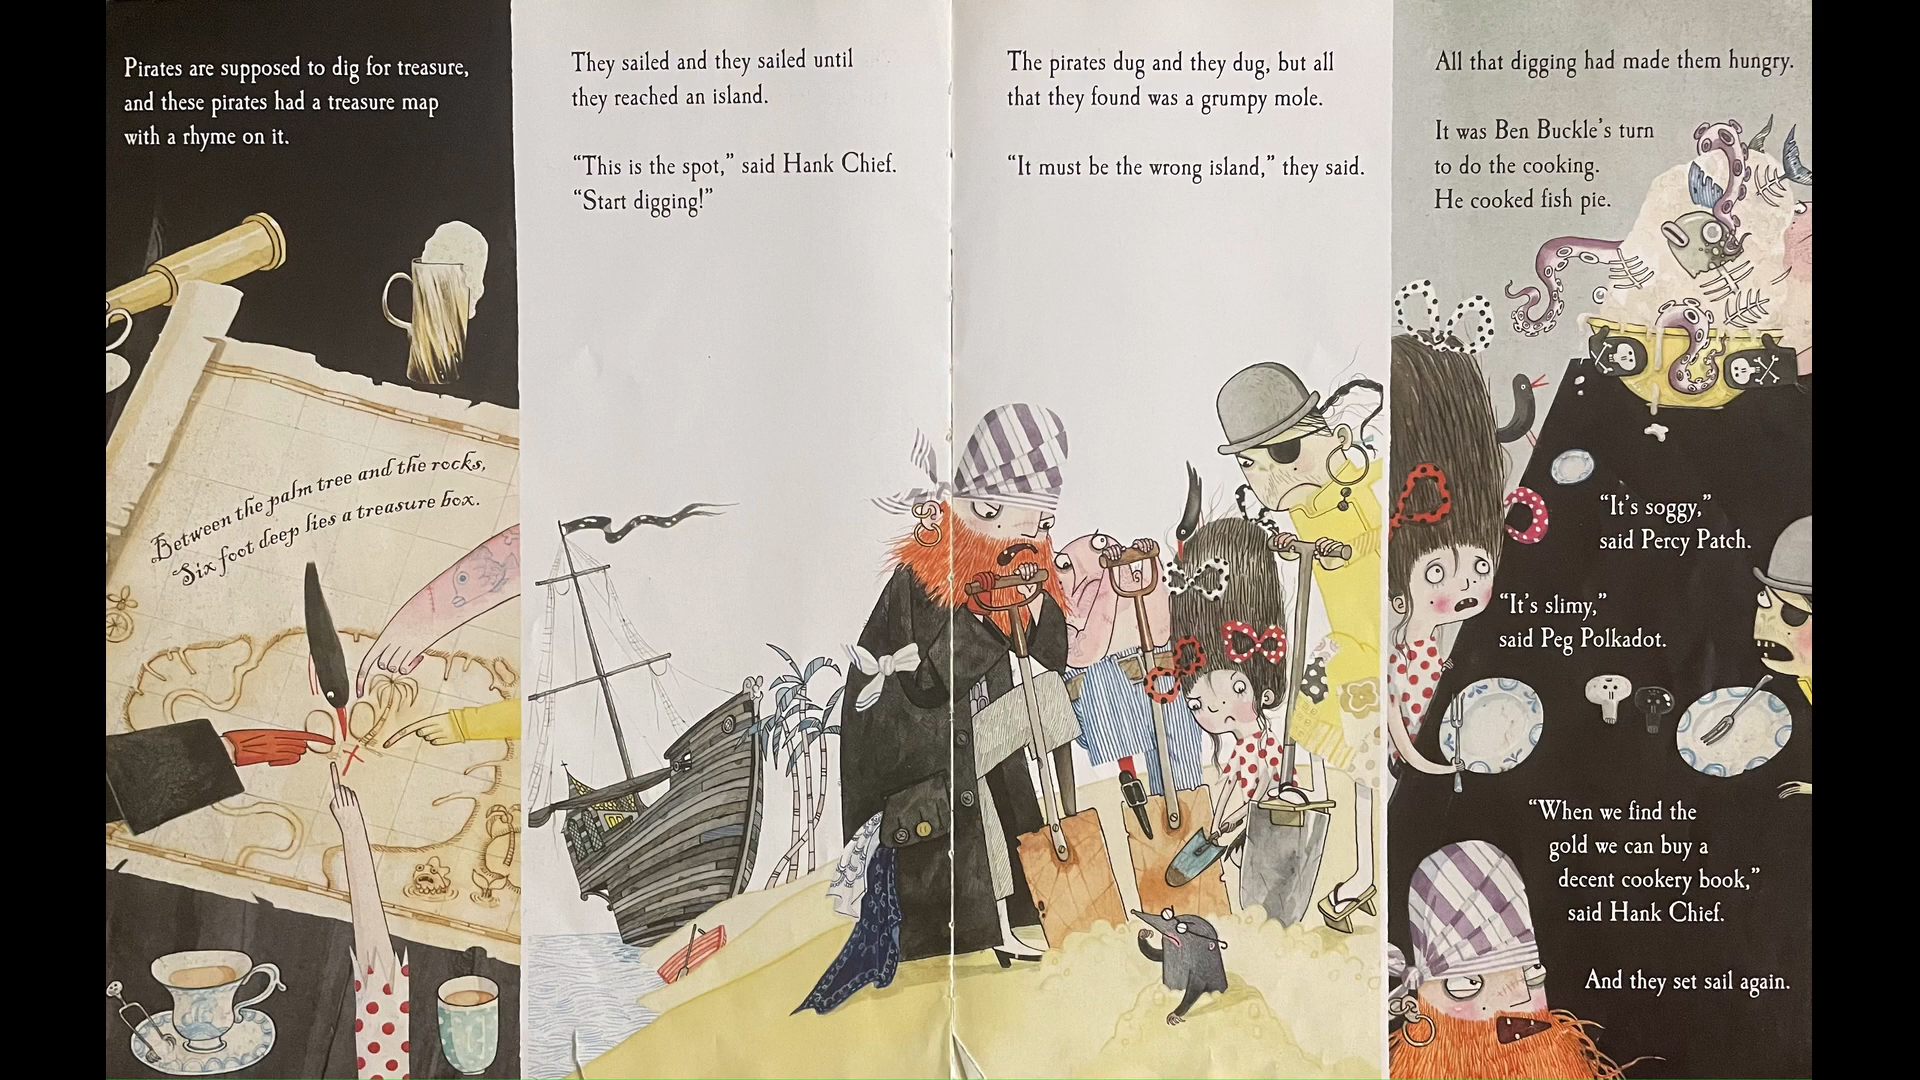 Pirates are supposed to dig for treasure,
and these pirates had a treasure map
with a rhyme on it.
Between the palm tree and the rocks,
Six foot deep lies a treasure box.
They sailed and they sailed until
they reached an island.
“This is the spot,” said Hank Chief.
“Start digging!”
The pirates dug and they dug, but all
that they found was a grumpy mole.
“It must be the wrong island,” they said.
All that digging had made them hungry.
It was Ben Buckle’s turn
to do the cooking.
He cooked fish pie.
“It’s soggy,”
said Percy Patch.
“It’s slimy,”
said Peg Polkadot.
“When we find the
gold we can buy a
decent cookery book,”
said Hank Chief.
And they set sail again.